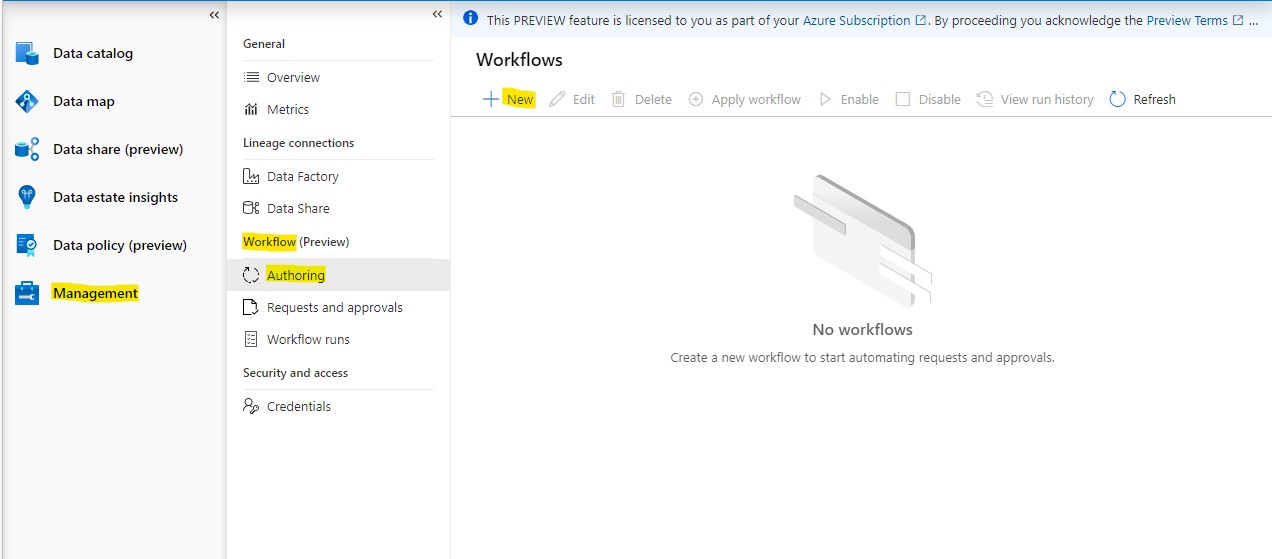 Data catalog
Data map
Data share (preview)
Data estate insights
Data policy (preview)
Management
General
Overview
Metrics
Lineage connections
Data Factory
Data Share
Workflow (Preview)
Authoring
Requests and approvals
Workflow runs
Security and access
Credentials
This PREVIEW feature is licensed to you as part of your Azure Subscription. By proceeding you acknowledge the Preview Terms ...
Workflows
New Edit Delete Apply workflow Enable Disable View run history Refresh
No workflows
Create a new workflow to start automating requests and approvals.